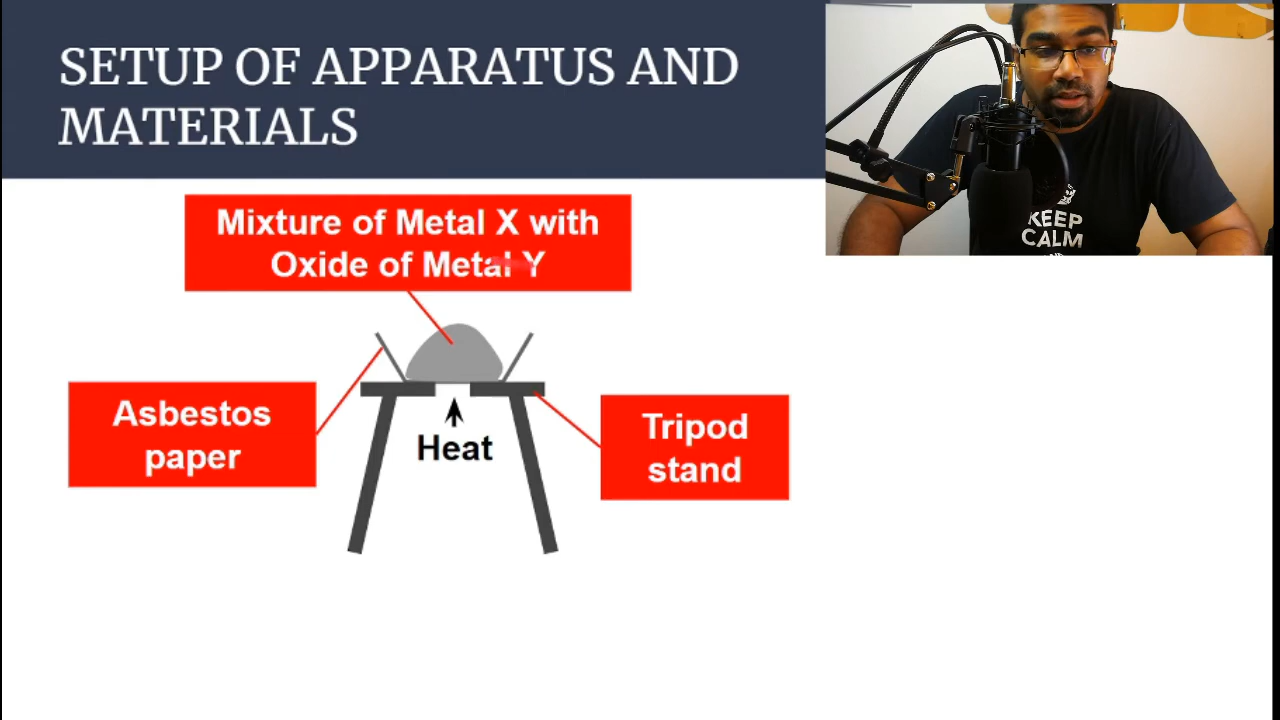 SETUP OF APPARATUS AND
MATERIALS
Mixture of Metal X with
Oxide of Metal Y
Asbestos
paper
Heat
Tripod
stand
KEEP
CALM